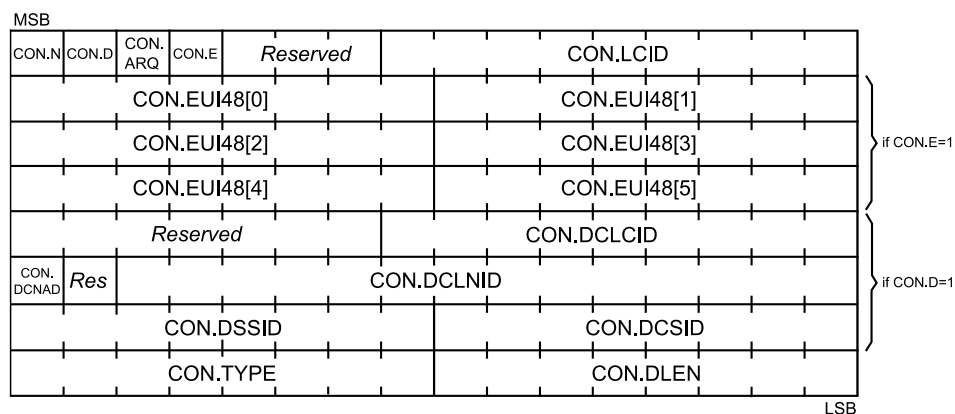 MSB
CON.N CON.D CON. ARQ CON.E Reserved CON.LCID
CON.EUI48[0] CON.EUI48[1]
CON.EUI48[2] CON.EUI48[3] if CON.E=1
CON.EUI48[4] CON.EUI48[5]
Reserved CON.DCLCID
CON. DCNAD Res CON.DCLNID if CON.D=1
CON.DSSID CON.DCSID
CON.TYPE CON.DLEN
LSB